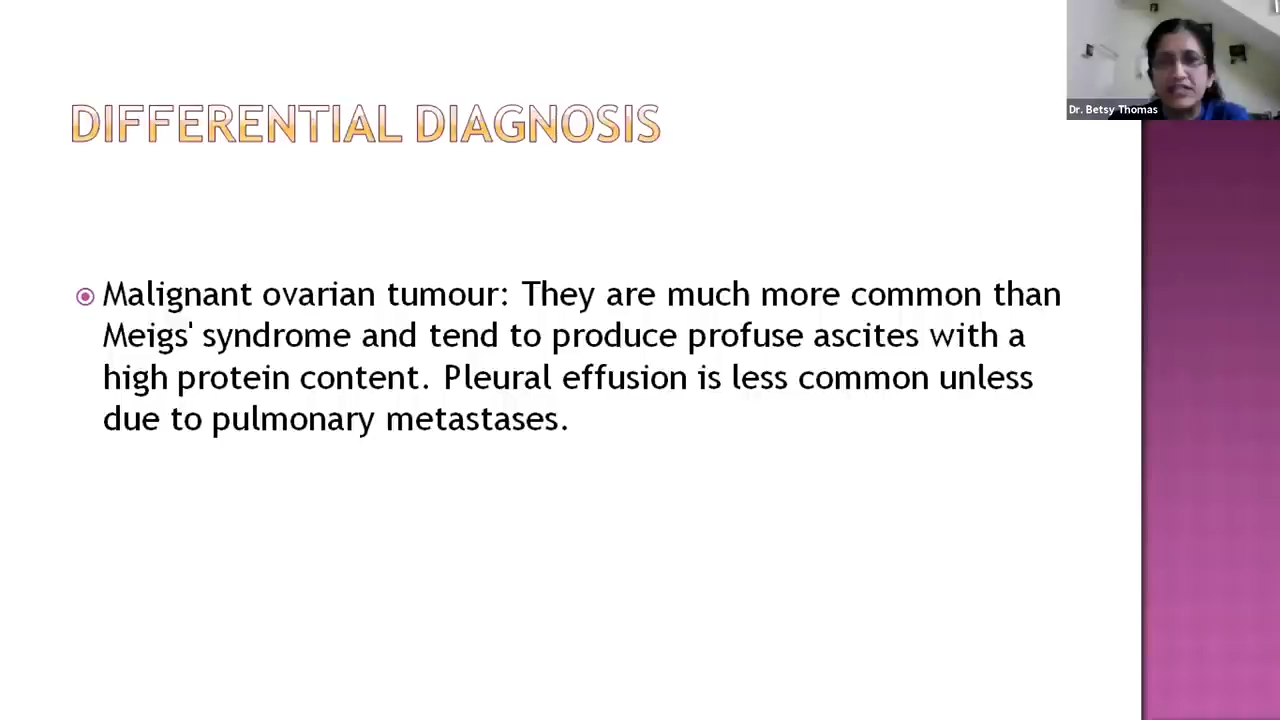 Dr. Betsy Thomas
DIFFERENTIAL DIAGNOSIS
Malignant ovarian tumour: They are much more common than
Meigs' syndrome and tend to produce profuse ascites with a
high protein content. Pleural effusion is less common unless
due to pulmonary metastases.